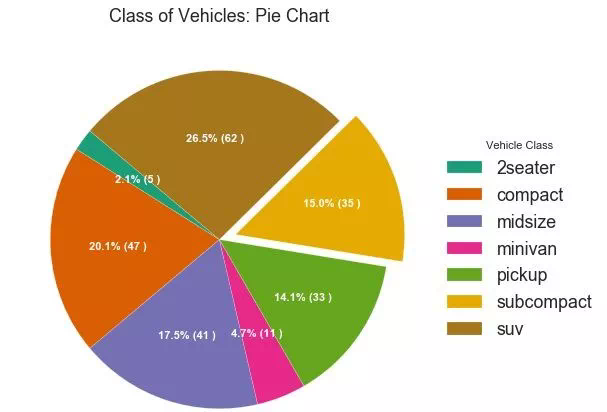 Class of Vehicles: Pie Chart
26.5% (62 )
2.1% (5 )
15.0% (35 )
20.1% (47 )
14.1% (33 )
17.5% (41 )
4.7% (11 )
Vehicle Class
2seater
compact
midsize
minivan
pickup
subcompact
suv